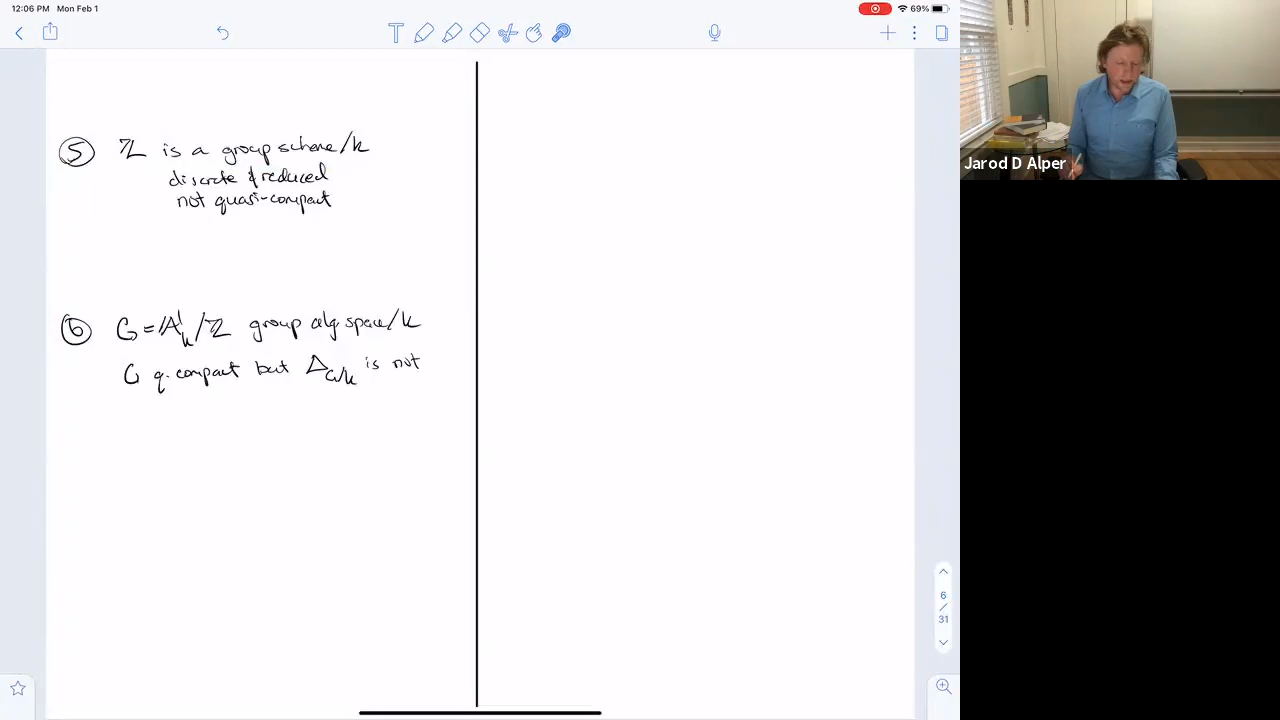 12:06 PM Mon Feb 1
69%
⑤ ℤ is a group scheme/k
discrete & reduced
not quasi-compact
⑥ G = 𝔸¹ₖ/ℤ group alg space/k
G q. compact but Δ_{G/k} is not
6
/
31
Jarod D Alper